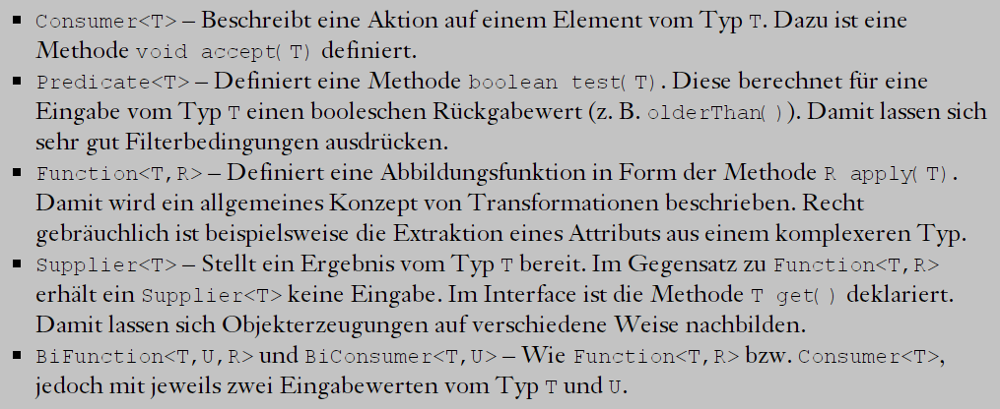 ▪ Consumer<T> – Beschreibt eine Aktion auf einem Element vom Typ T. Dazu ist eine
Methode void accept(T) definiert.
▪ Predicate<T> – Definiert eine Methode boolean test(T). Diese berechnet für eine
Eingabe vom Typ T einen booleschen Rückgabewert (z. B. olderThan()). Damit lassen sich
sehr gut Filterbedingungen ausdrücken.
▪ Function<T,R> – Definiert eine Abbildungsfunktion in Form der Methode R apply(T).
Damit wird ein allgemeines Konzept von Transformationen beschrieben. Recht
gebräuchlich ist beispielsweise die Extraktion eines Attributs aus einem komplexeren Typ.
▪ Supplier<T> – Stellt ein Ergebnis vom Typ T bereit. Im Gegensatz zu Function<T,R>
erhält ein Supplier<T> keine Eingabe. Im Interface ist die Methode T get() deklariert.
Damit lassen sich Objekterzeugungen auf verschiedene Weise nachbilden.
▪ BiFunction<T,U,R> und BiConsumer<T,U> – Wie Function<T,R> bzw. Consumer<T>,
jedoch mit jeweils zwei Eingabewerten vom Typ T und U.